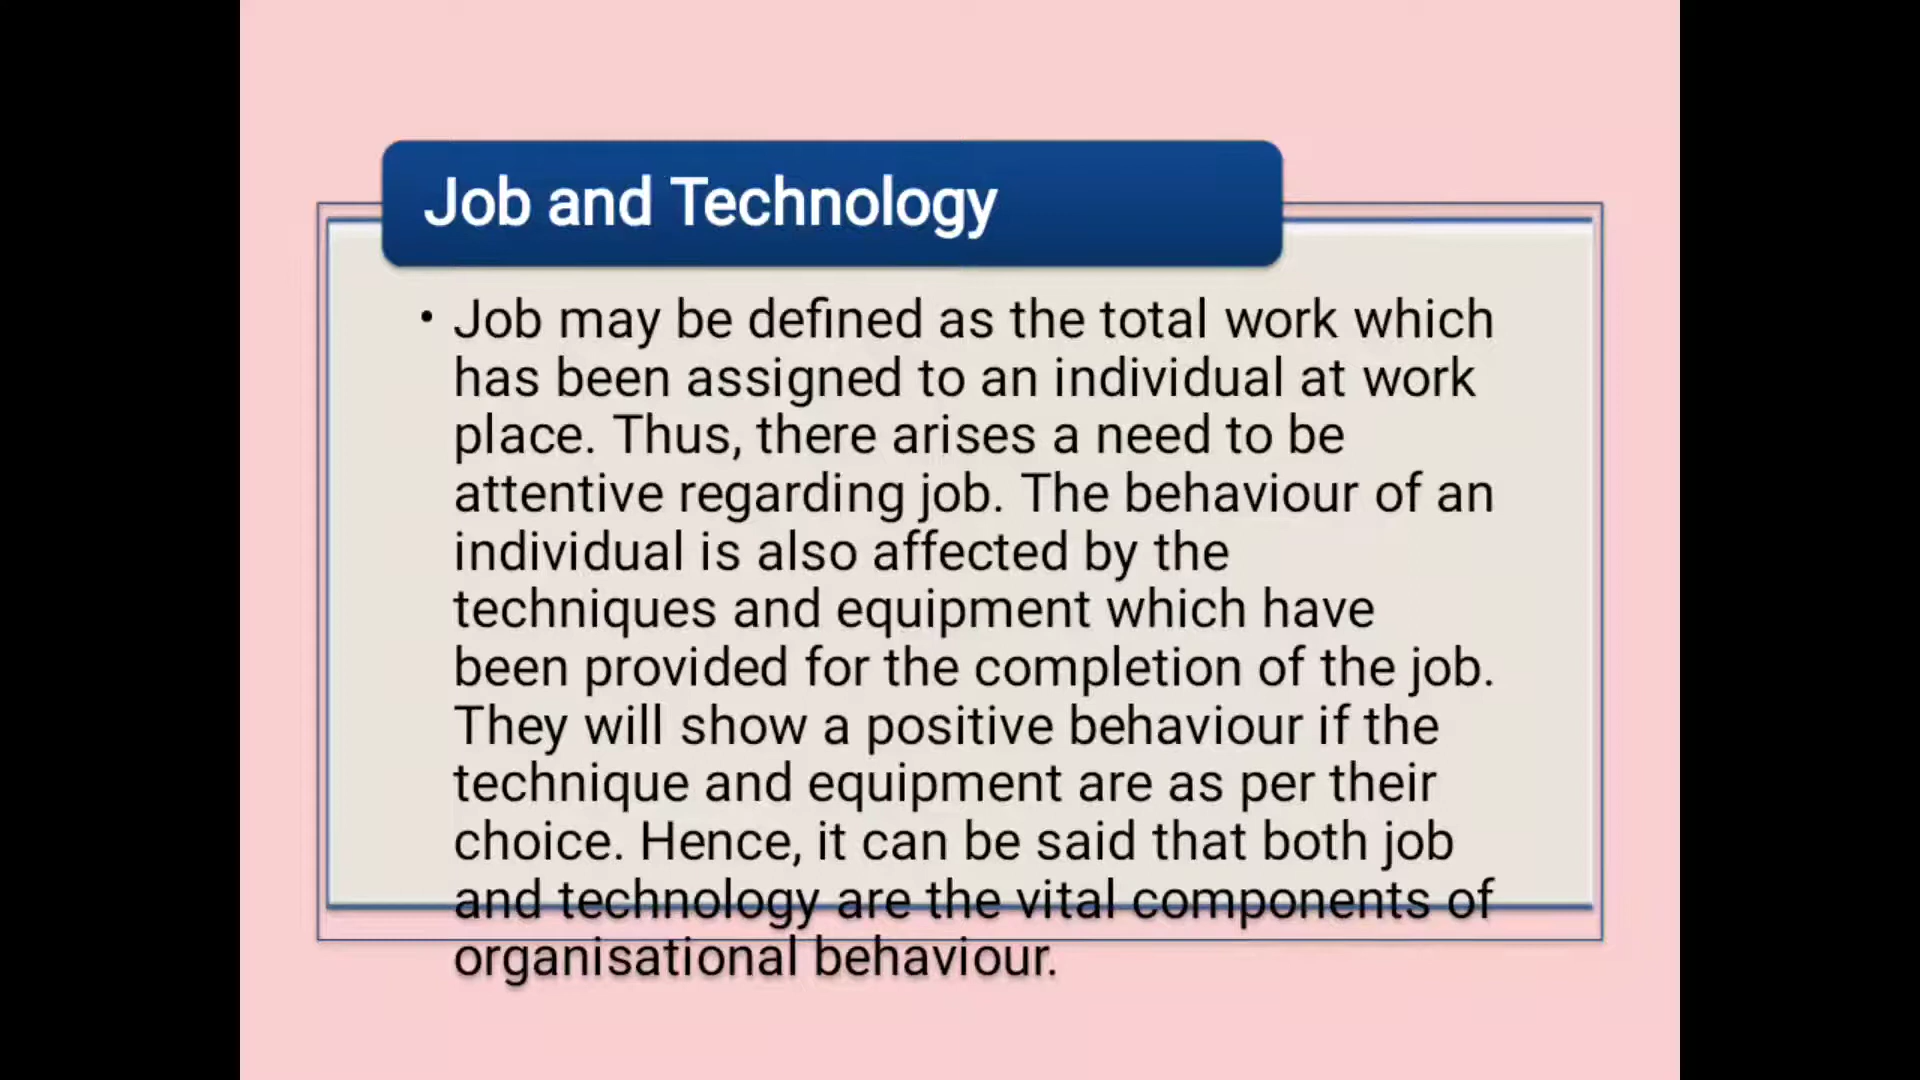 Job and Technology
• Job may be defined as the total work which
has been assigned to an individual at work
place. Thus, there arises a need to be
attentive regarding job. The behaviour of an
individual is also affected by the
techniques and equipment which have
been provided for the completion of the job.
They will show a positive behaviour if the
technique and equipment are as per their
choice. Hence, it can be said that both job
and technology are the vital components of
organisational behaviour.